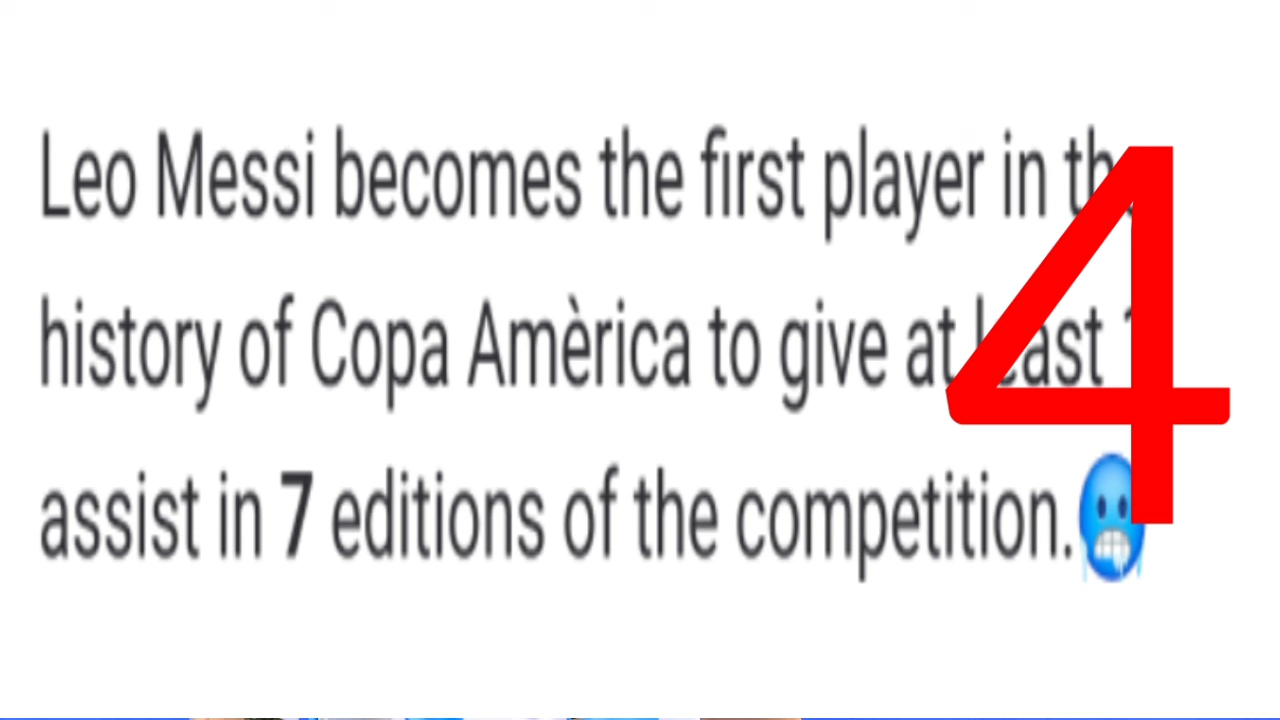 Leo Messi becomes the first player in
history of Copa Amèrica to give at least
assist in 7 editions of the competition.🥶
4